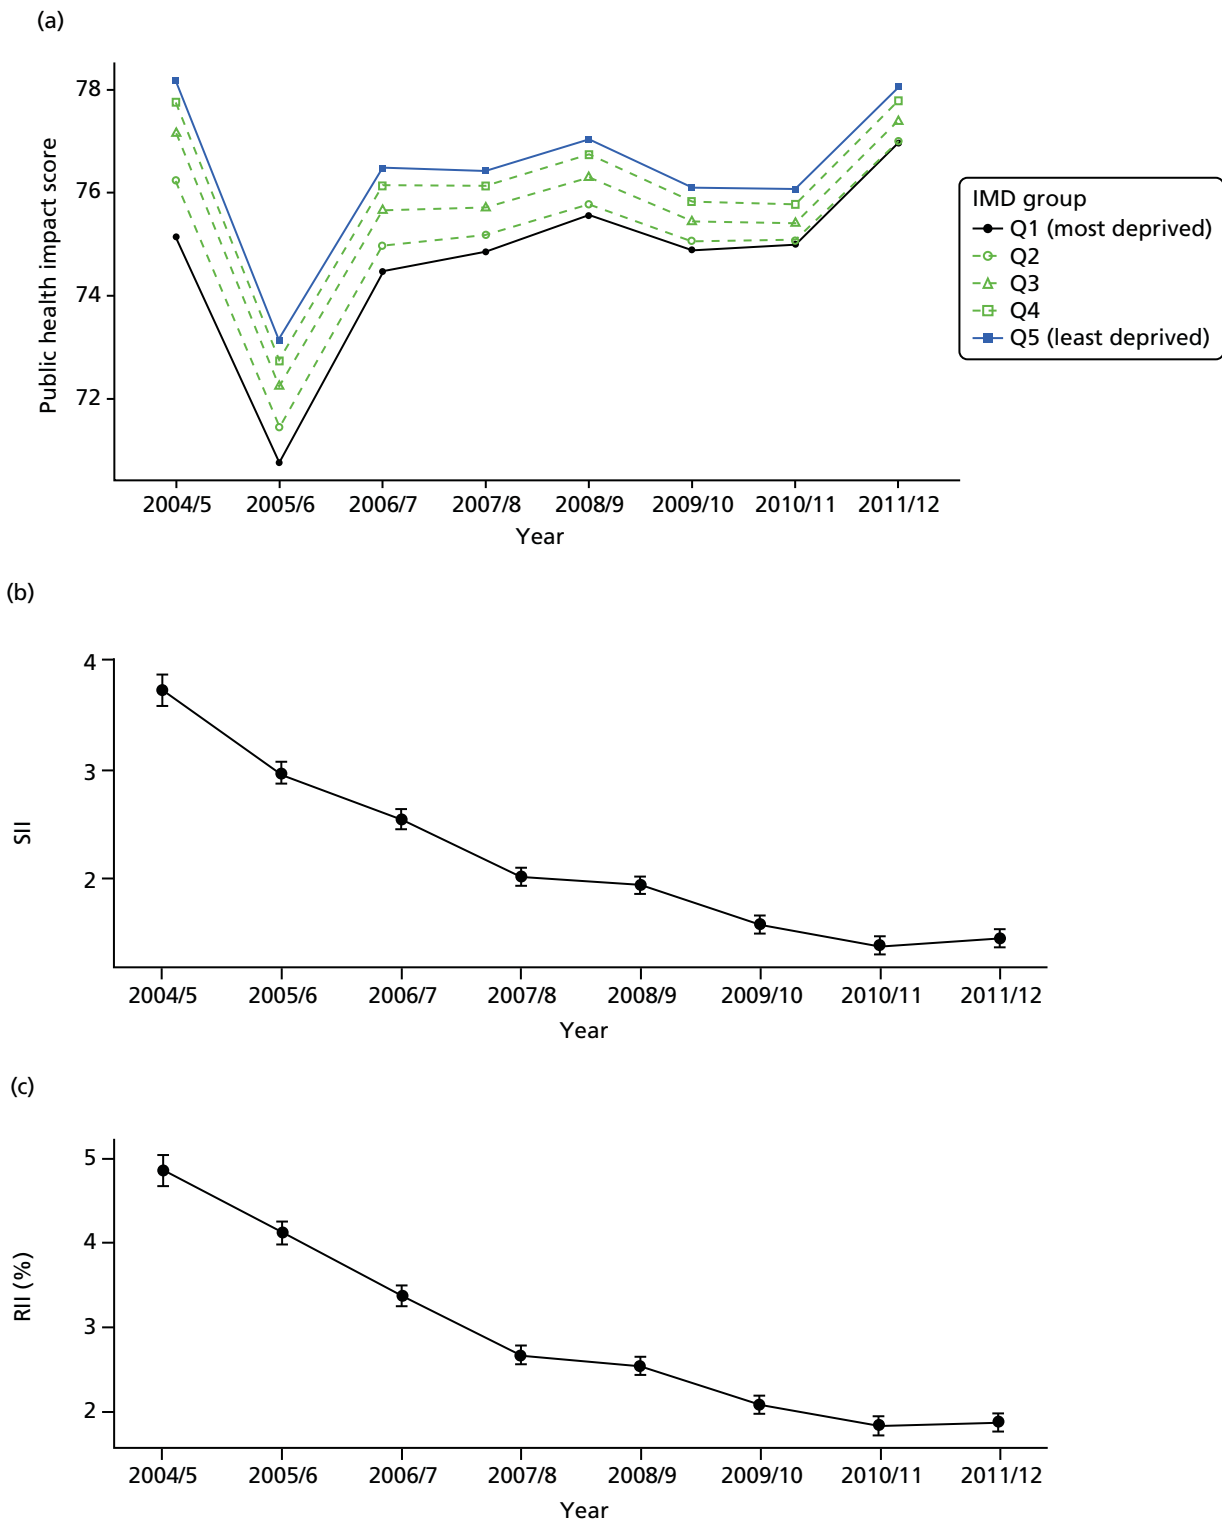 (a)
Public health impact score
78
76
74
72
2004/5 2005/6 2006/7 2007/8 2008/9 2009/10 2010/11 2011/12
Year
IMD group
Q1 (most deprived)
Q2
Q3
Q4
Q5 (least deprived)
(b)
SII
4
3
2
2004/5 2005/6 2006/7 2007/8 2008/9 2009/10 2010/11 2011/12
Year
(c)
RII (%)
5
4
3
2
2004/5 2005/6 2006/7 2007/8 2008/9 2009/10 2010/11 2011/12
Year